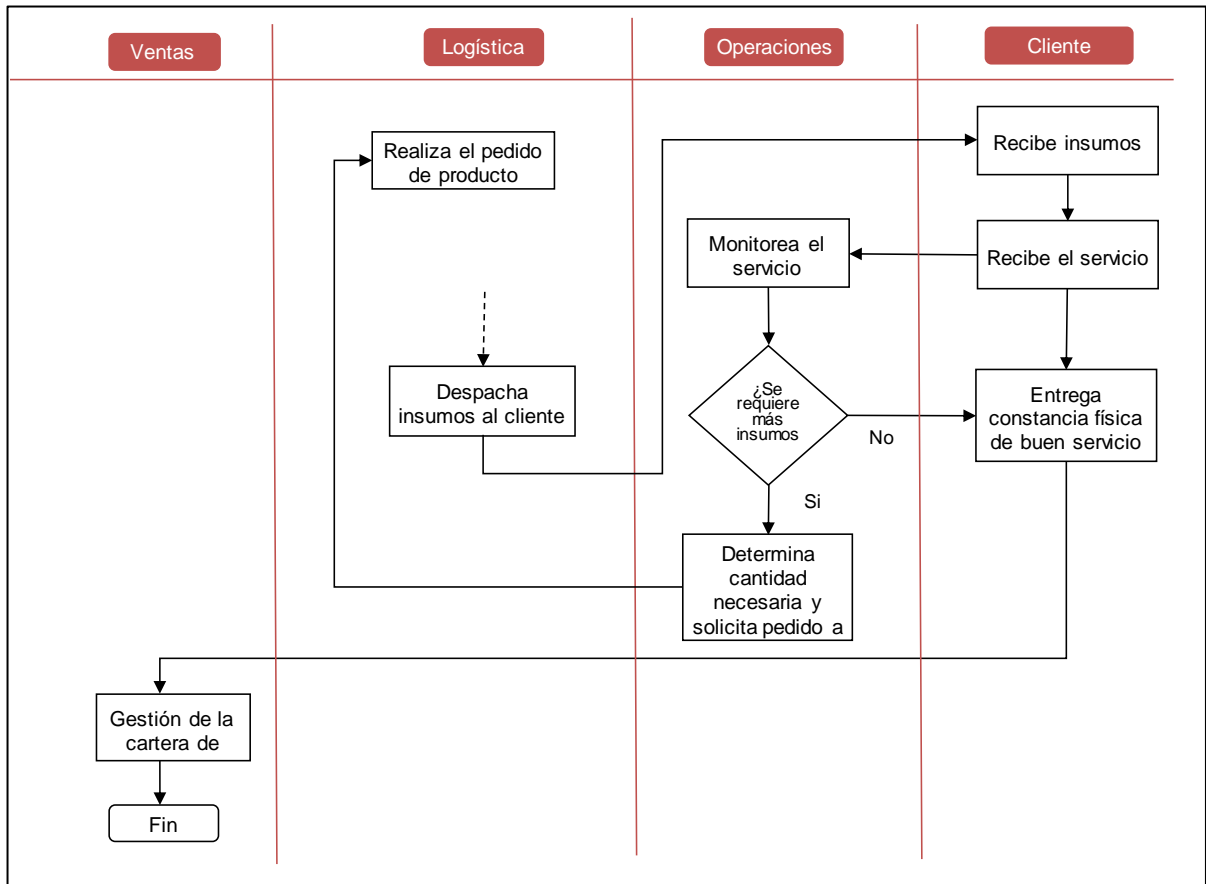 Ventas
Logística
Operaciones
Cliente
Realiza el pedido
de producto
Recibe insumos
Monitorea el
servicio
Recibe el servicio
Despacha
insumos al cliente
¿Se
requiere
más
insumos
No
Entrega
constancia física
de buen servicio
Si
Determina
cantidad
necesaria y
solicita pedido a
Gestión de la
cartera de
Fin